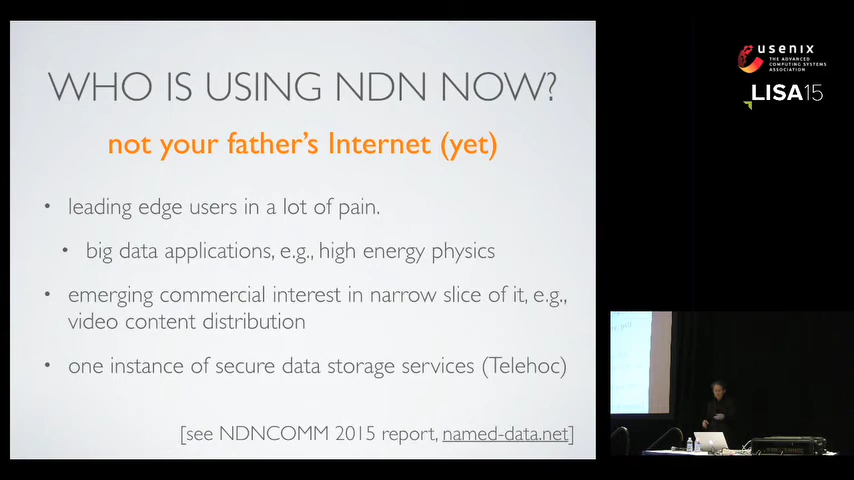 WHO IS USING NDN NOW?
not your father's Internet (yet)
• leading edge users in a lot of pain.
• big data applications, e.g., high energy physics
• emerging commercial interest in narrow slice of it, e.g.,
video content distribution
• one instance of secure data storage services (Telehoc)
[see NDNCOMM 2015 report, named-data.net]
usenix
THE ADVANCED
COMPUTING SYSTEMS
ASSOCIATION
LISA15